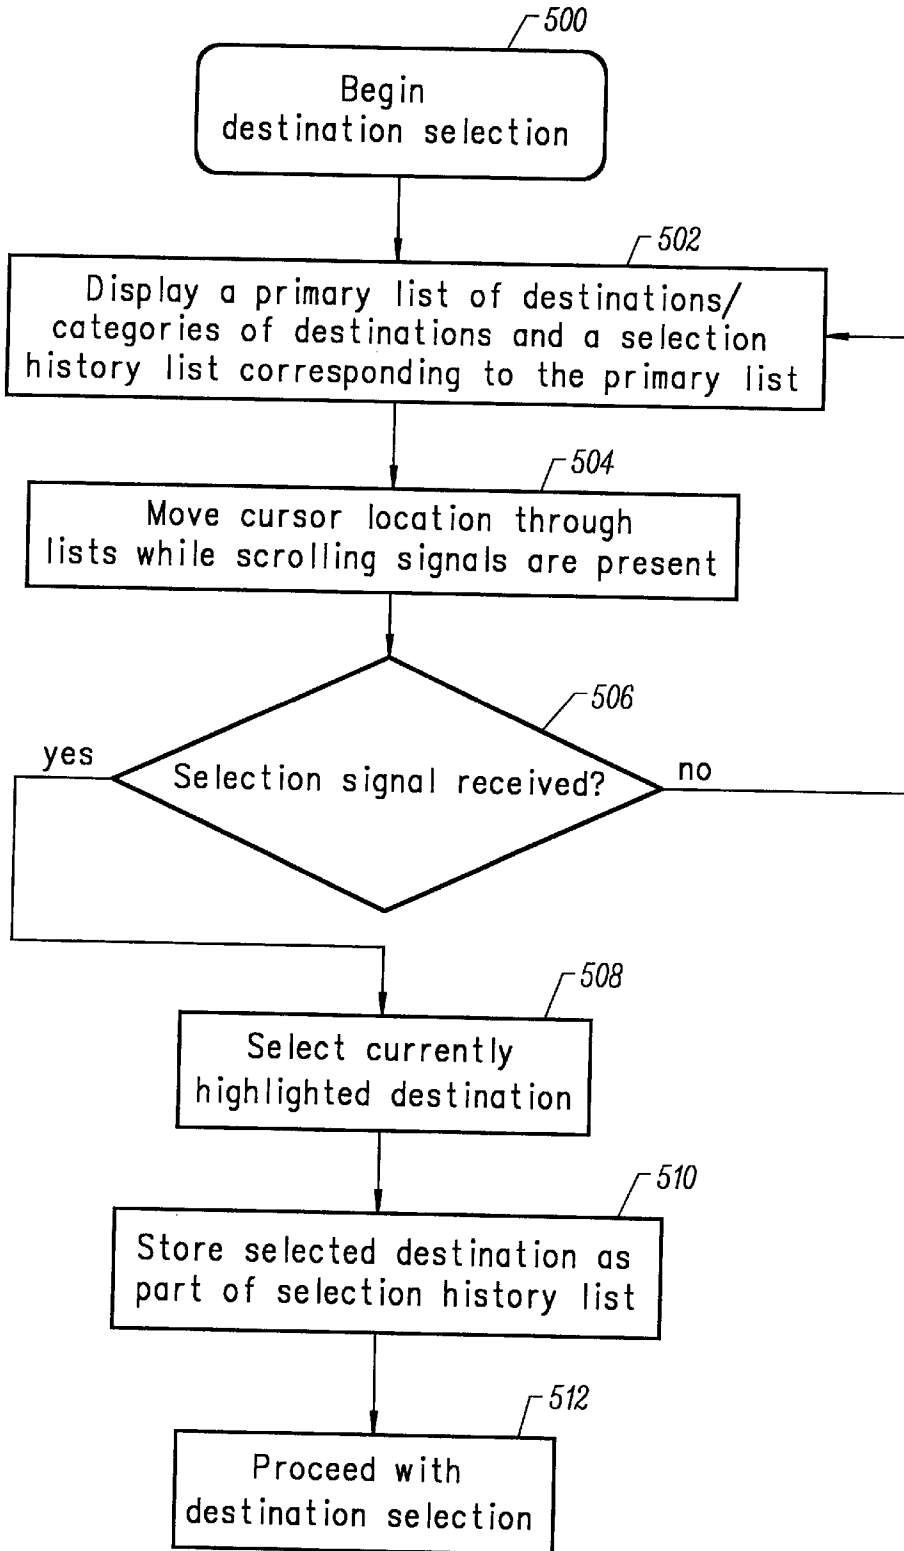 500
Begin
destination selection
502
Display a primary list of destinations/
categories of destinations and a selection
history list corresponding to the primary list
504
Move cursor location through
lists while scrolling signals are present
506
yes
Selection signal received?
no
508
Select currently
highlighted destination
510
Store selected destination as
part of selection history list
512
Proceed with
destination selection